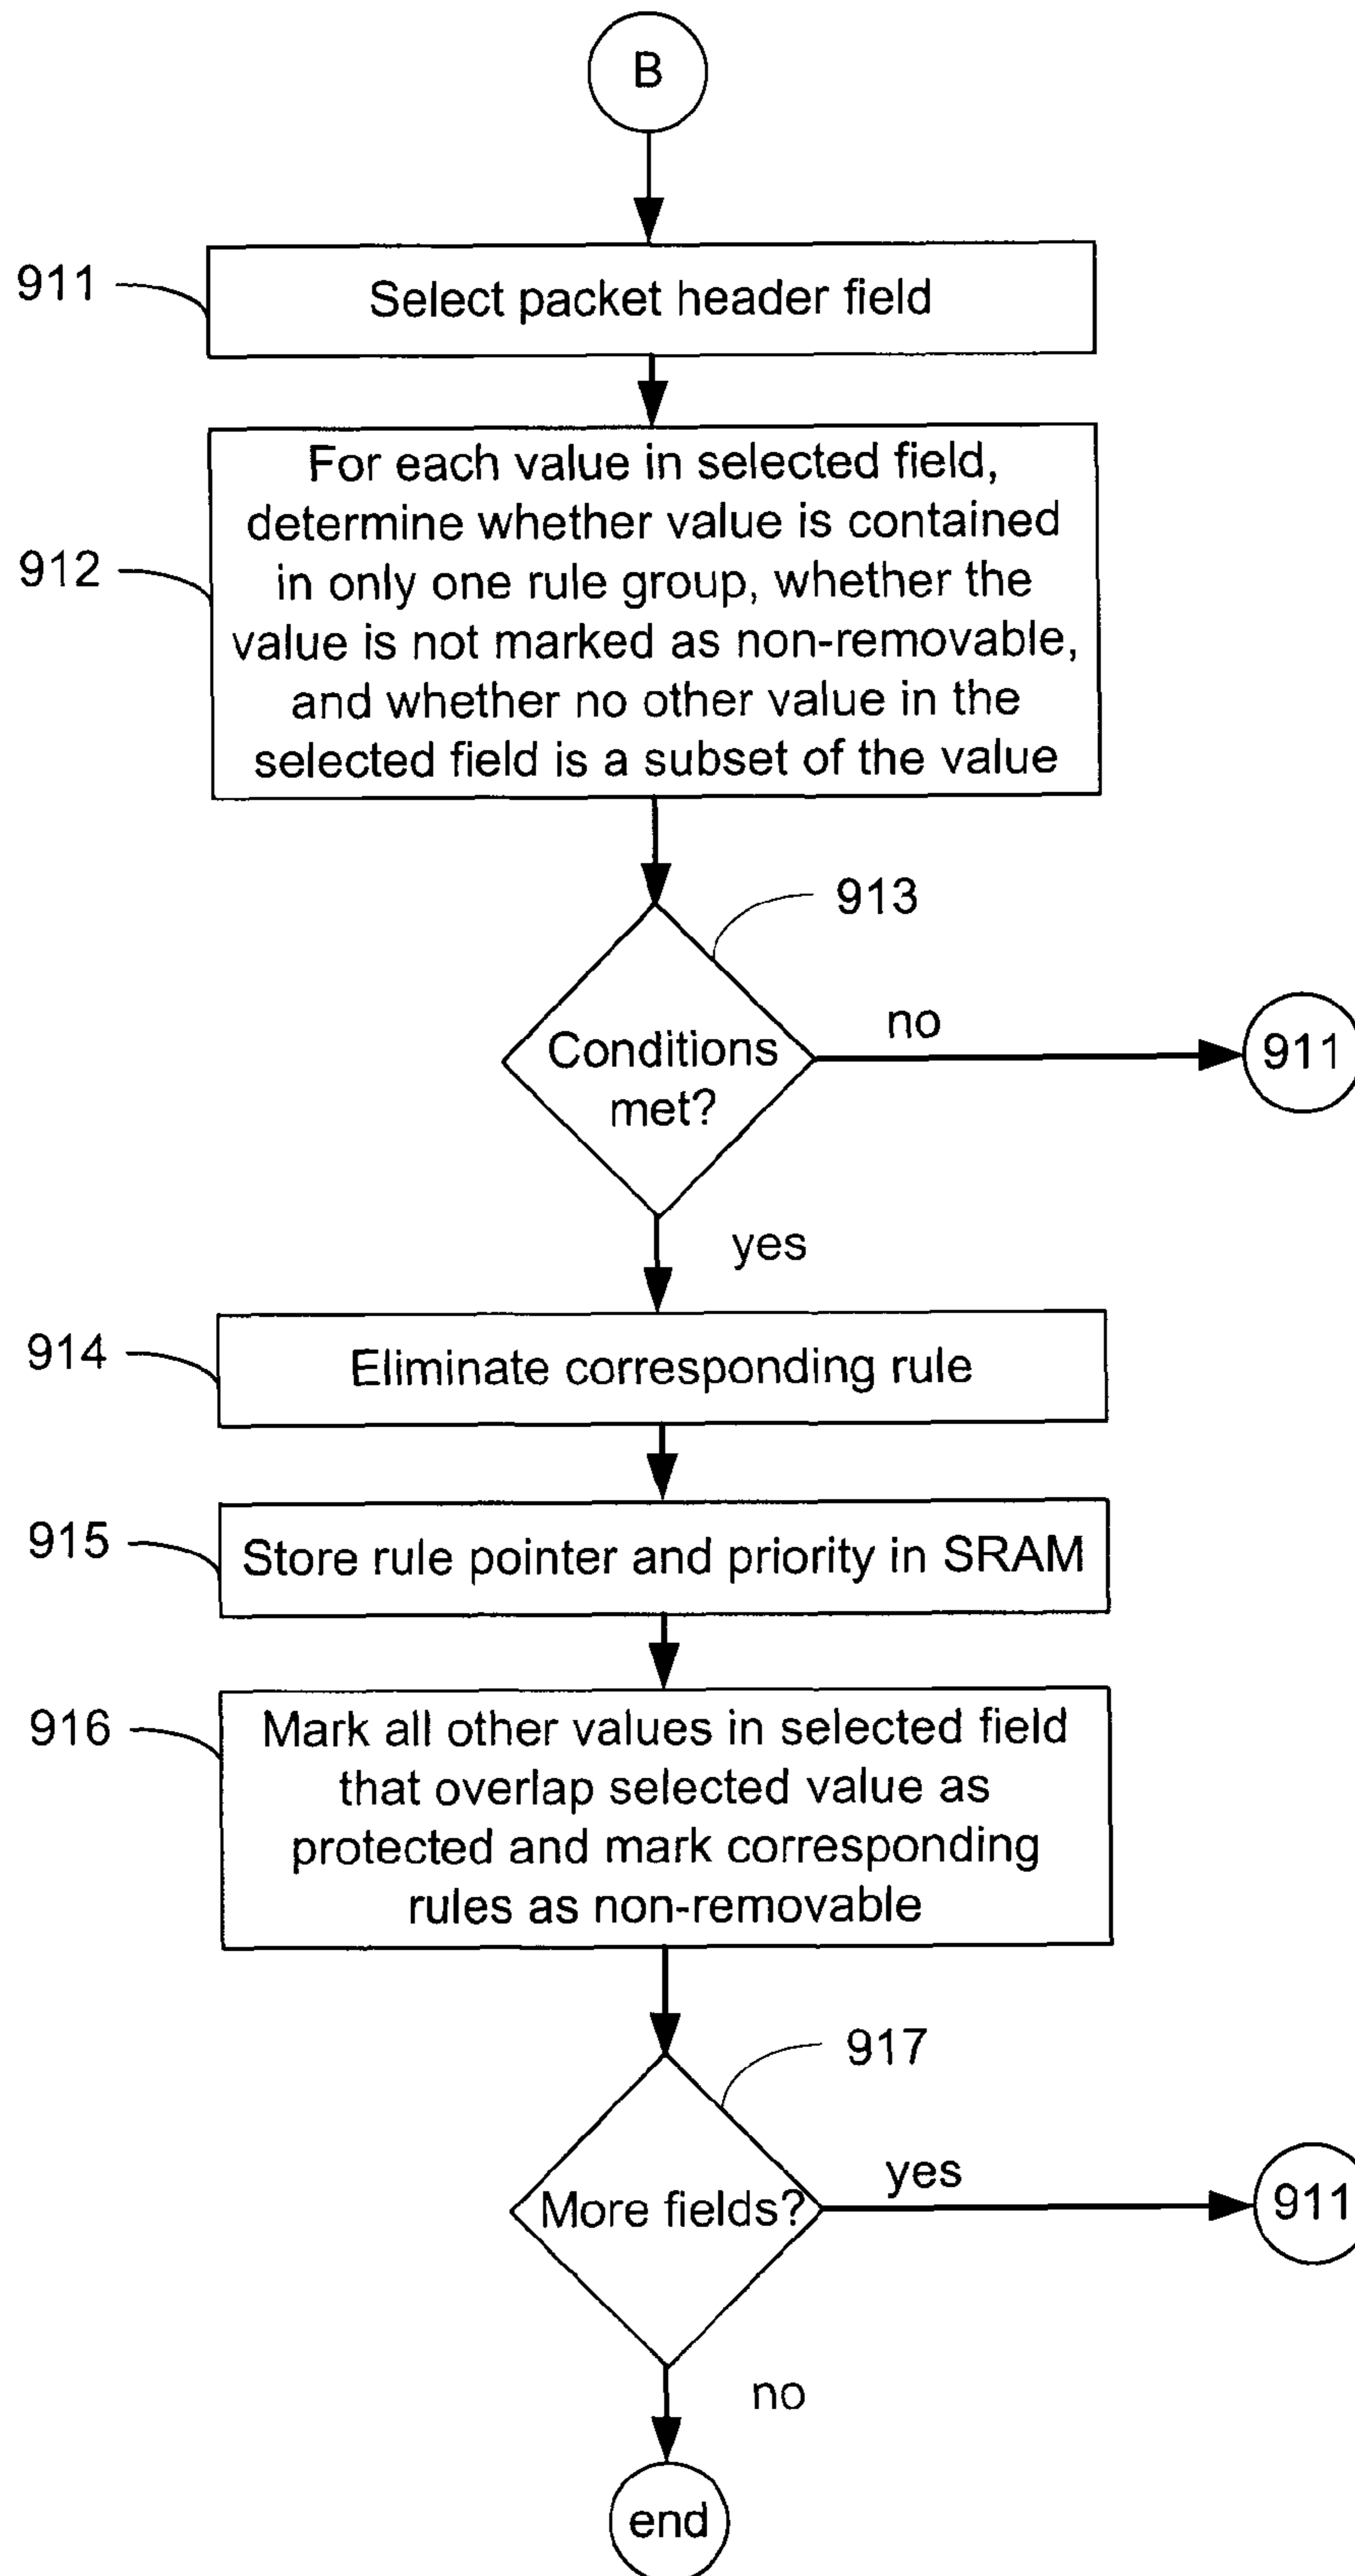 B
911
Select packet header field
912
For each value in selected field,
determine whether value is contained
in only one rule group, whether the
value is not marked as non-removable,
and whether no other value in the
selected field is a subset of the value
913
Conditions
met?
no
911
yes
914
Eliminate corresponding rule
915
Store rule pointer and priority in SRAM
916
Mark all other values in selected field
that overlap selected value as
protected and mark corresponding
rules as non-removable
917
More fields?
yes
911
no
end